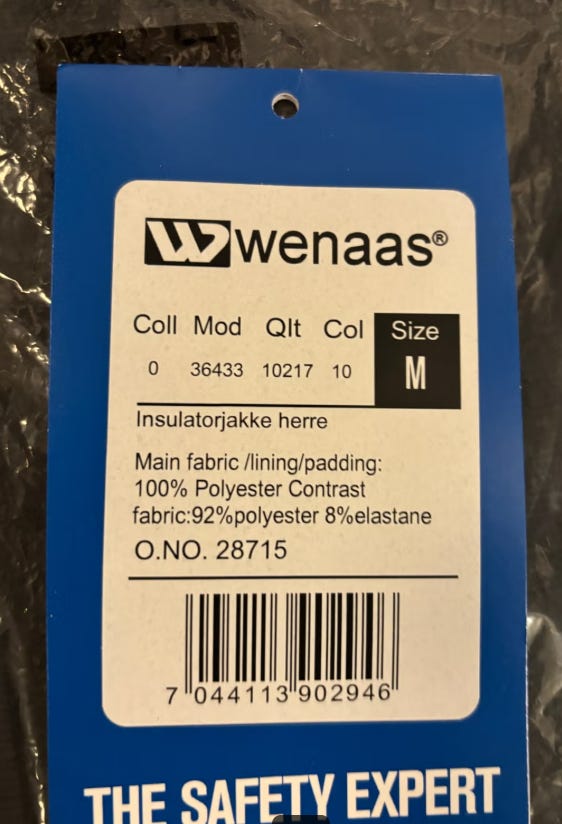 wenaas®
Coll Mod Qlt Col Size
0 36433 10217 10 M
Insulatorjakke herre
Main fabric /lining/padding:
100% Polyester Contrast
fabric:92%polyester 8%elastane
O.NO. 28715
7 044113 902946
THE SAFETY EXPERT